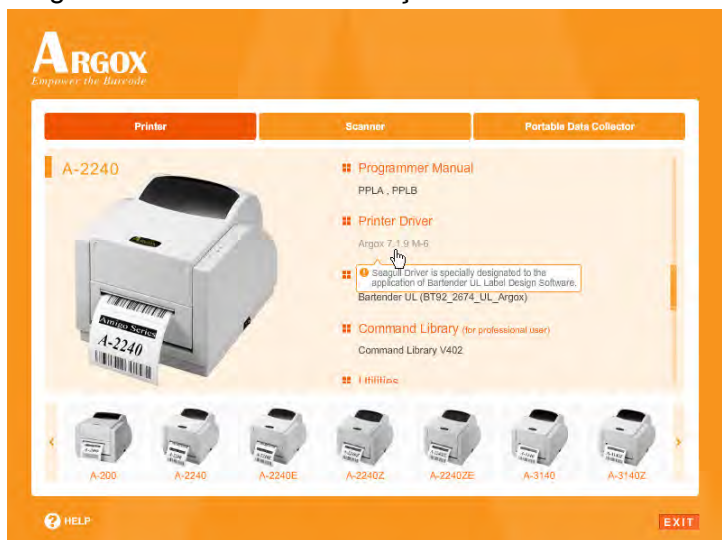 ARGOX
Empower the Barcode
Printer
Scanner
Portable Data Collector
A-2240
Programmer Manual
PPLA , PPLB
Printer Driver
Argox 7.1.9 M-6
Seagull Driver is specially designated to the
application of Bartender UL Label Design Software.
Bartender UL (BT92_2674_UL_Argox)
Command Library (for professional user)
Command Library V402
Utilities
Argox
Amigo Series
A-2240
A-200
A-2240
A-2240E
A-2240Z
A-2240ZE
A-3140
A-3140Z
HELP
EXIT